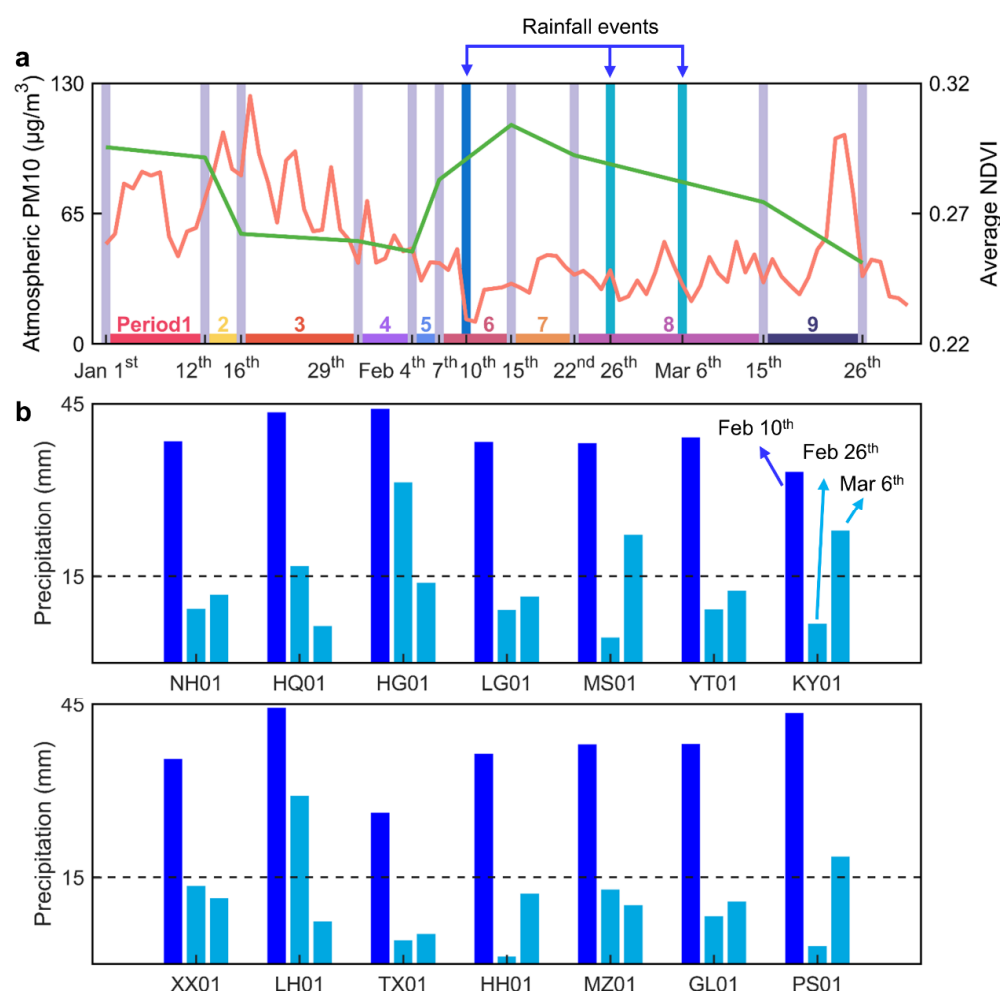 Rainfall events
a
Atmospheric PM10 (µg/m³)
130
65
0
0.32
0.27
0.22
Average NDVI
Period1 2 3 4 5 6 7 8 9
Jan 1st 12th 16th 29th Feb 4th 7th 10th 15th 22nd 26th Mar 6th 15th 26th
b
Precipitation (mm)
45
15
Feb 10th
Feb 26th
Mar 6th
NH01 HQ01 HG01 LG01 MS01 YT01 KY01
Precipitation (mm)
45
15
XX01 LH01 TX01 HH01 MZ01 GL01 PS01